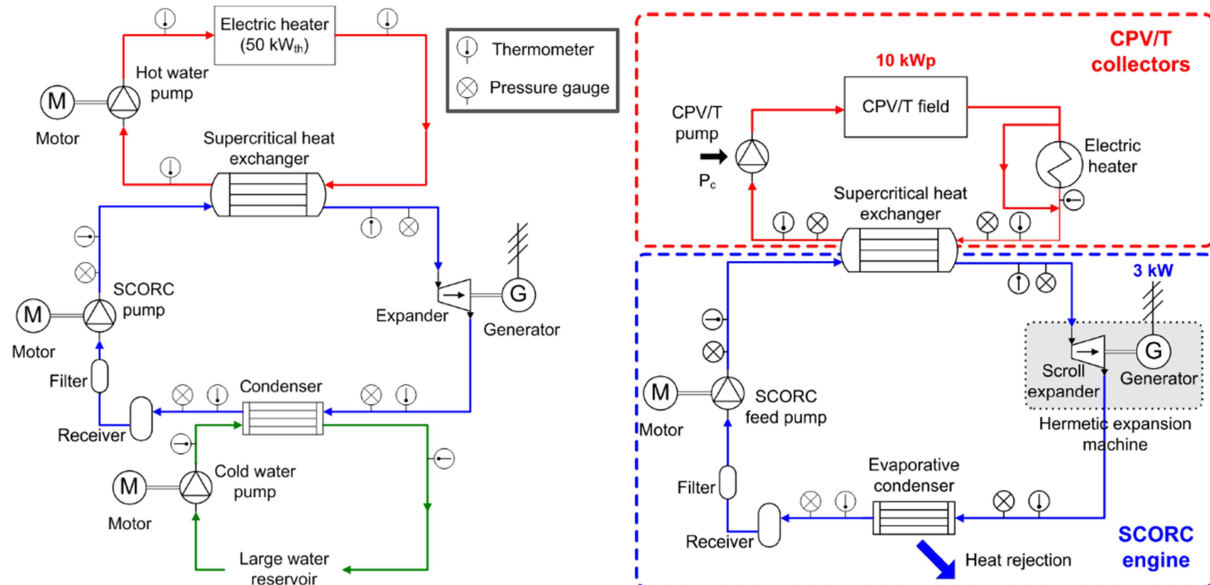 Electric heater
(50 kWth)
Hot water
pump
M
Motor
Thermometer
Pressure gauge
Supercritical heat
exchanger
SCORC
pump
M
Motor
Expander
G
Generator
Filter
Receiver
Condenser
Cold water
pump
M
Motor
Large water
reservoir
CPV/T
collectors
10 kWp
CPV/T field
CPV/T
pump
Pc
Electric
heater
Supercritical heat
exchanger
3 kW
G
Scroll
expander
Generator
Hermetic expansion
machine
M
Motor
SCORC
feed pump
Filter
Receiver
Evaporative
condenser
Heat rejection
SCORC
engine